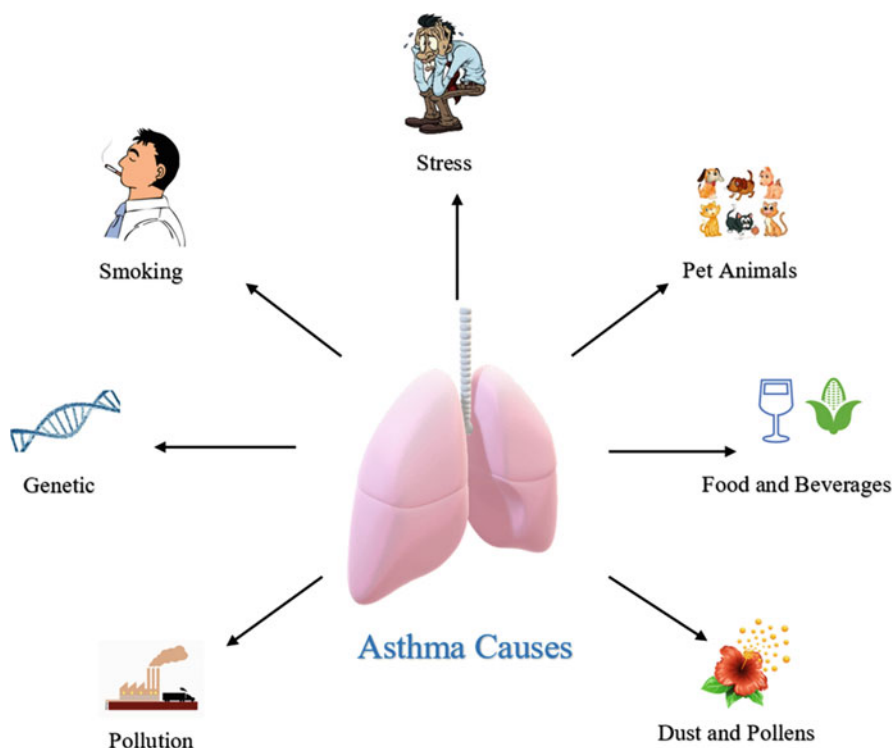 Stress
Smoking
Pet Animals
Genetic
Food and Beverages
Asthma Causes
Pollution
Dust and Pollens